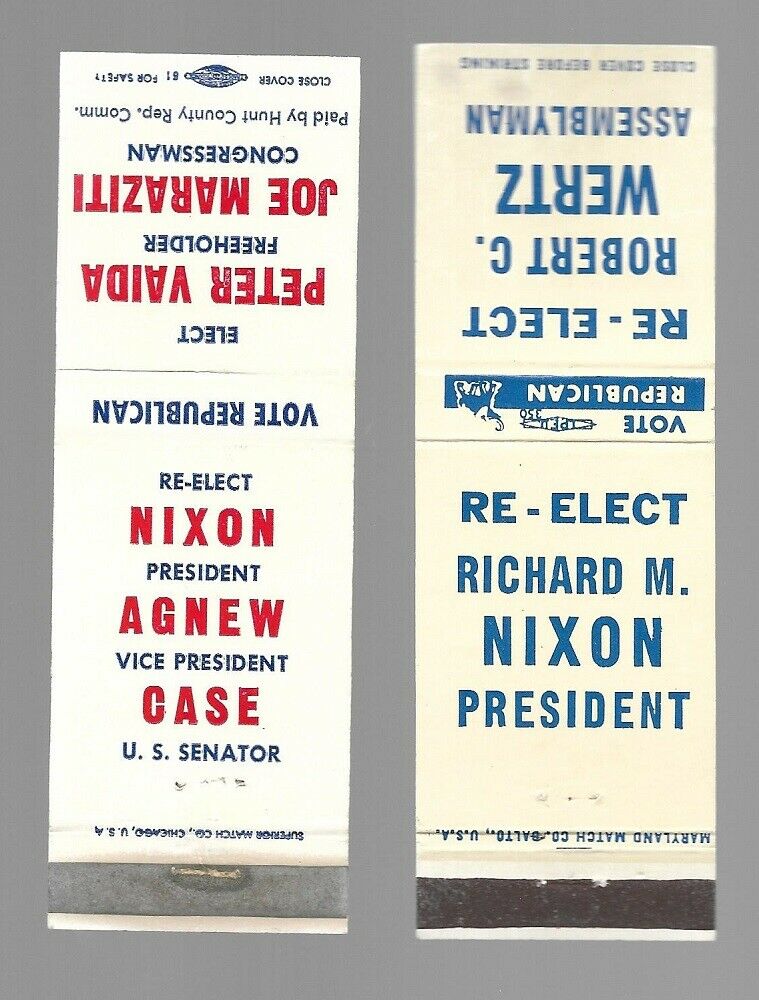 RE-ELECT
NIXON
PRESIDENT
AGNEW
VICE PRESIDENT
CASE
U. S. SENATOR
VOTE REPUBLICAN
ELECT
PETER VAIDA
FREEHOLDER
JOE MARAZITI
CONGRESSMAN
Paid by Hunt County Rep. Comm.
CLOSE COVER 61 FOR SAFETY
SUPERIOR MATCH CO., CHICAGO, U.S.A.
RE-ELECT
RICHARD M.
NIXON
PRESIDENT
VOTE
350
REPUBLICAN
RE-ELECT
ROBERT C.
WERTZ
ASSEMBLYMAN
CLOSE COVER BEFORE STRIKING
MARYLAND MATCH CO. BALTO., U.S.A.